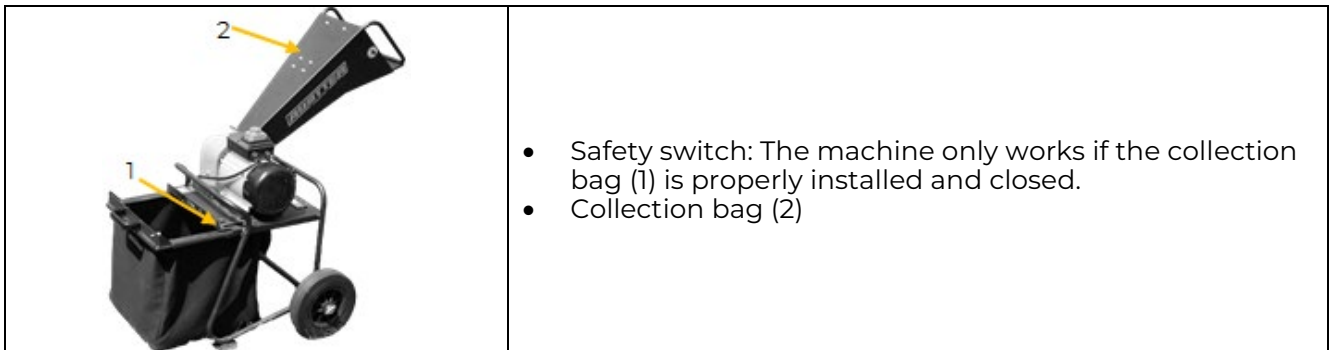 2
1
• Safety switch: The machine only works if the collection
bag (1) is properly installed and closed.
• Collection bag (2)